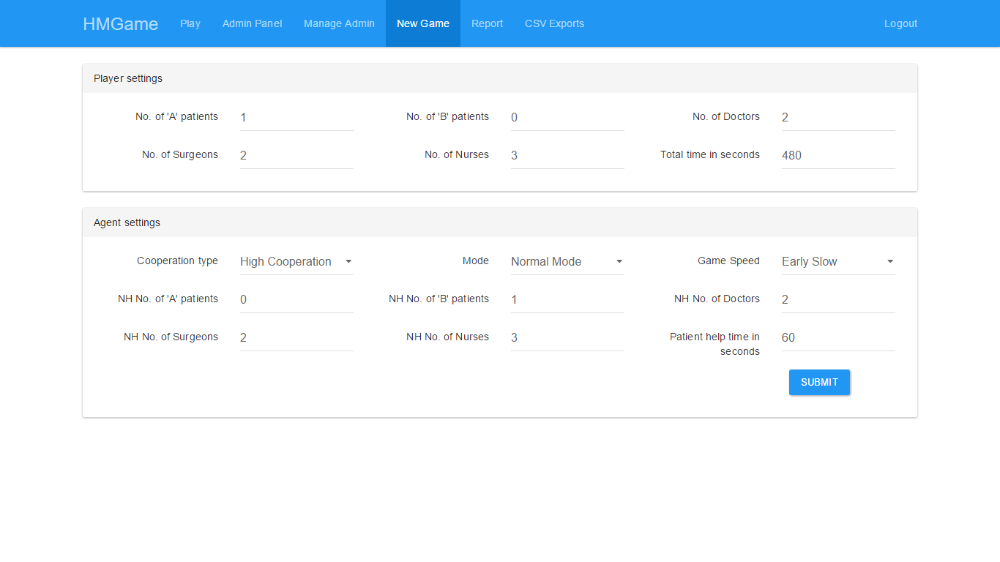 HMGame Play Admin Panel Manage Admin New Game Report CSV Exports Logout
Player settings
No. of 'A' patients 1 No. of 'B' patients 0 No. of Doctors 2
No. of Surgeons 2 No. of Nurses 3 Total time in seconds 480
Agent settings
Cooperation type High Cooperation Mode Normal Mode Game Speed Early Slow
NH No. of 'A' patients 0 NH No. of 'B' patients 1 NH No. of Doctors 2
NH No. of Surgeons 2 NH No. of Nurses 3 Patient help time in 60
seconds
SUBMIT